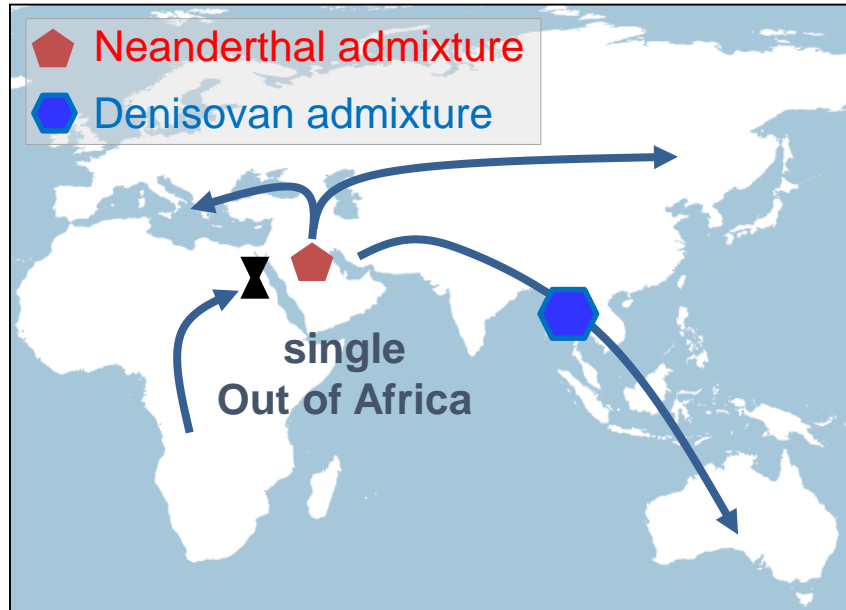 Neanderthal admixture
Denisovan admixture
single
Out of Africa